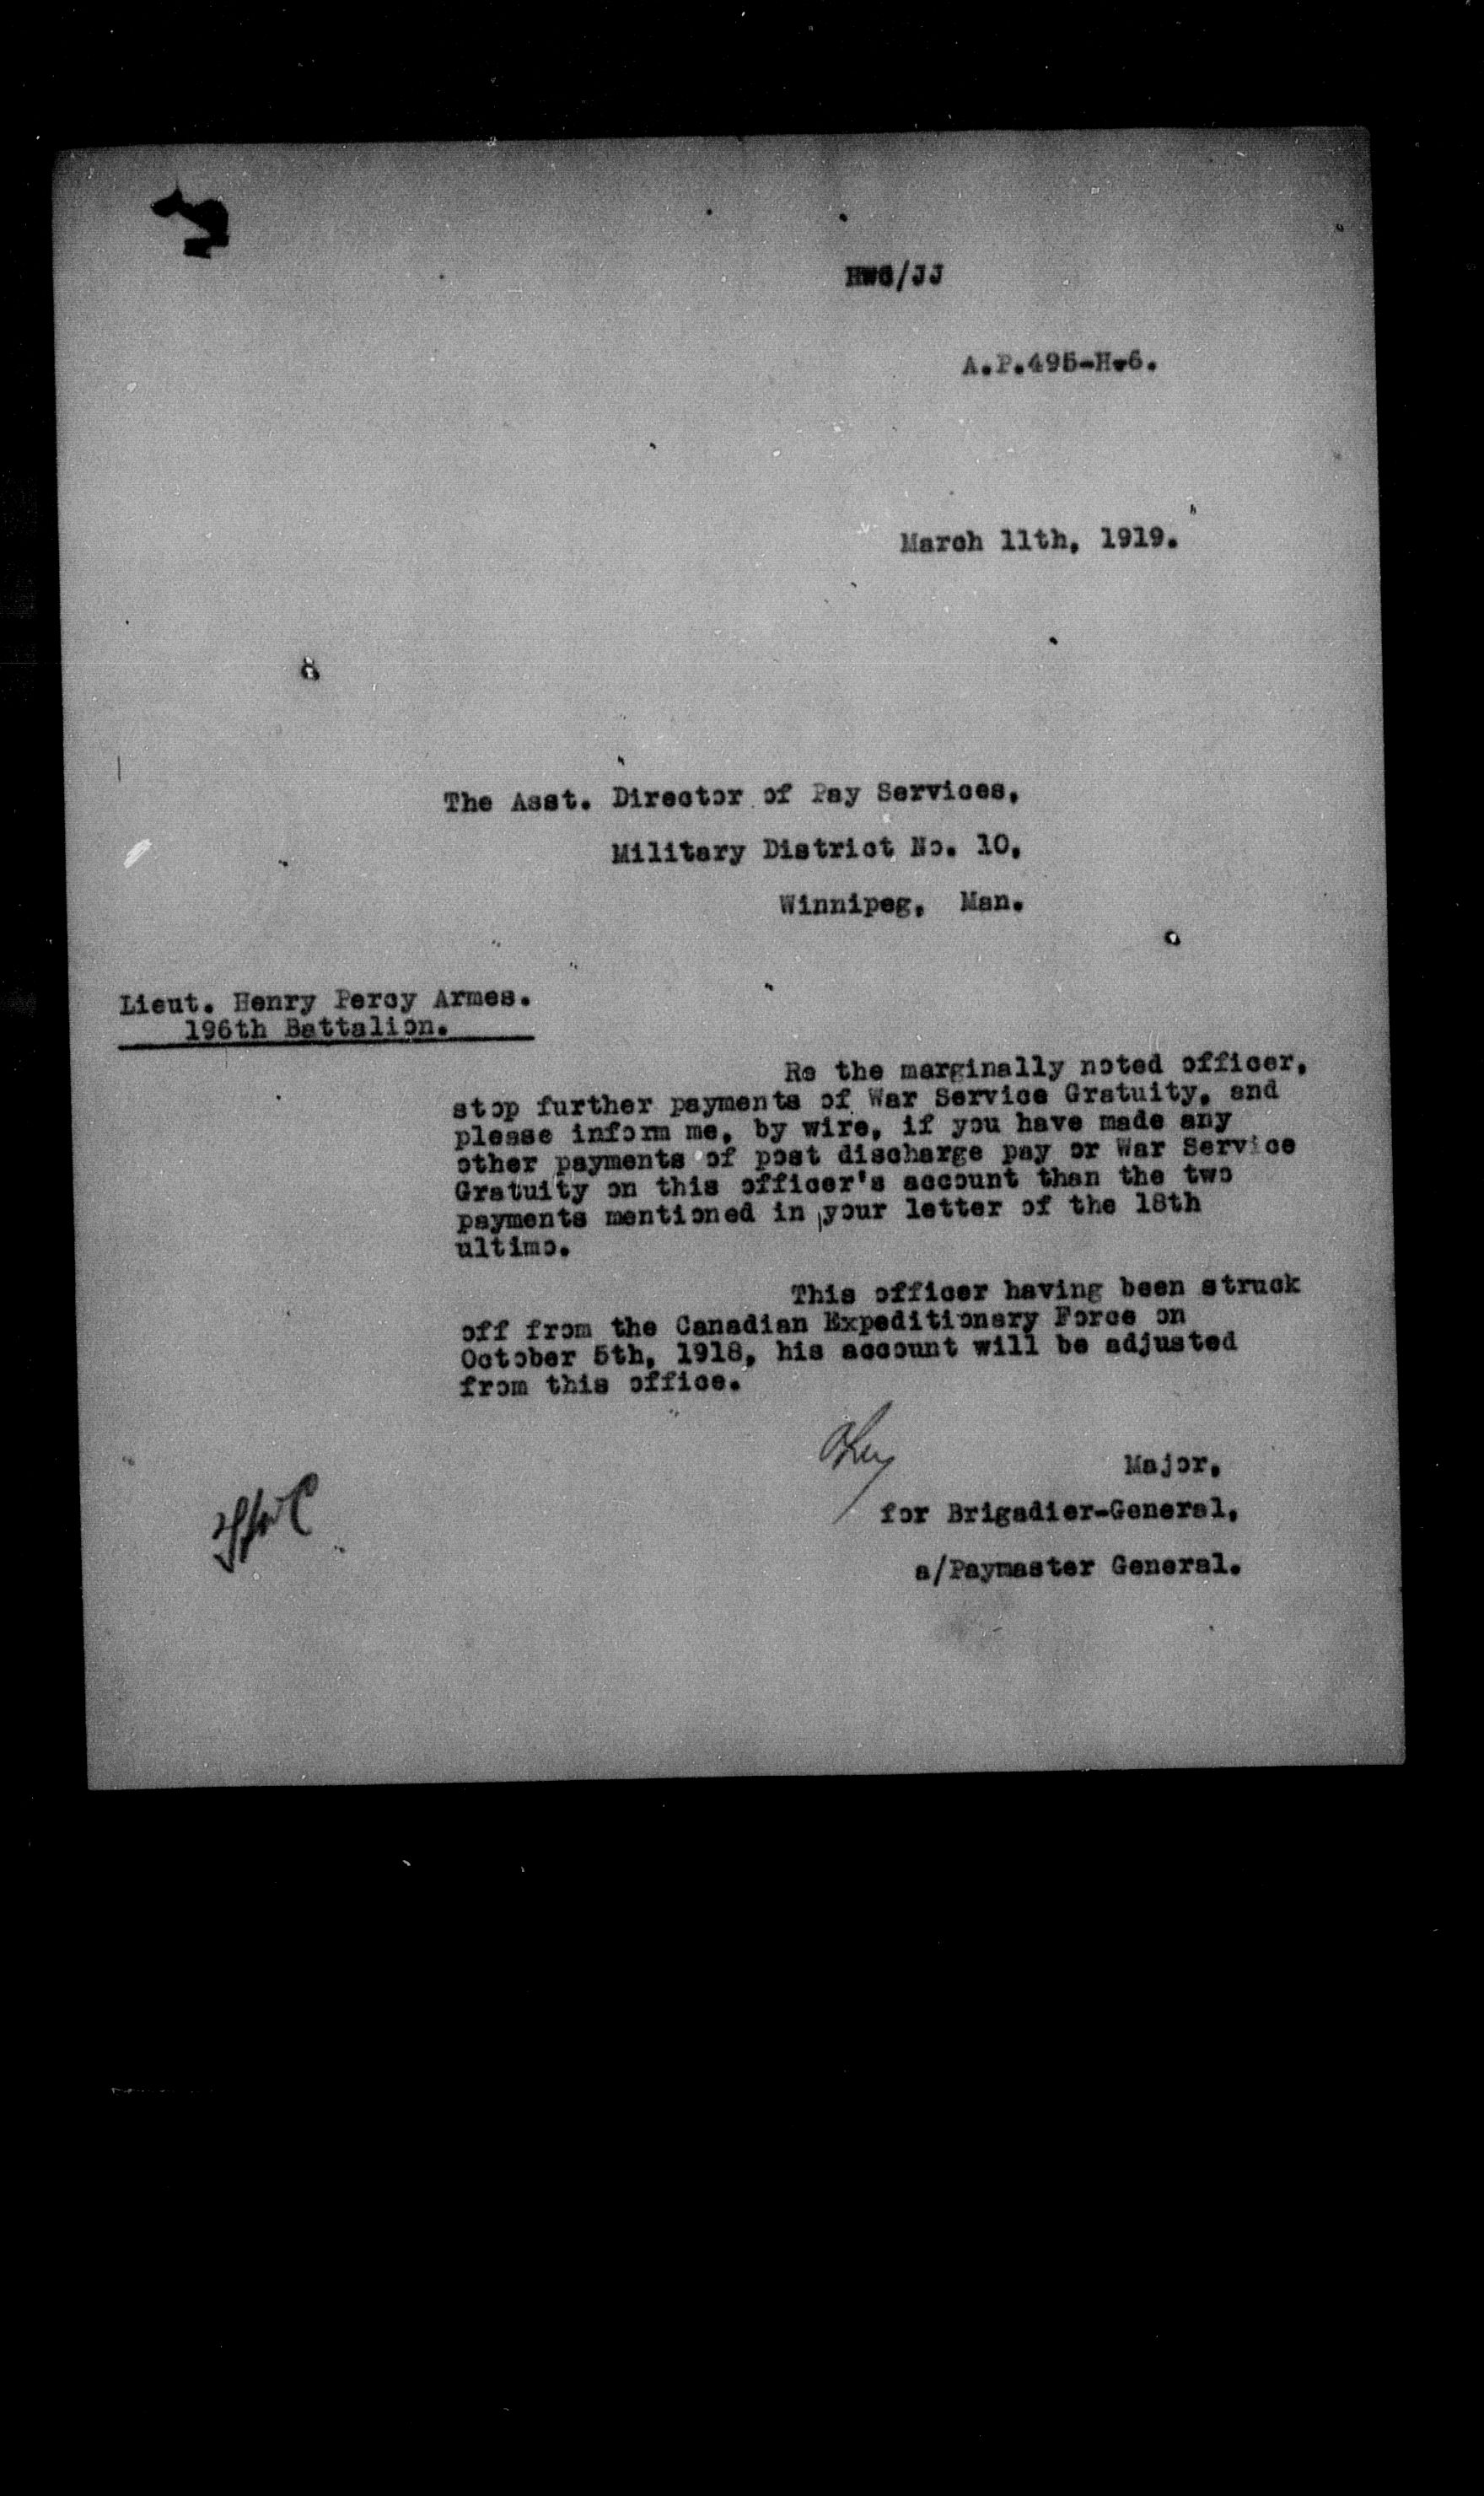 HWG/JJ
A.P.495-H-6.
March 11th, 1919.
The Asst. Director of Pay Services,
Military District No. 10,
Winnipeg, Man.
Lieut. Henry Percy Armes.
196th Battalion.
Re the marginally noted officer,
stop further payments of War Service Gratuity, and
please inform me, by wire, if you have made any
other payments of post discharge pay or War Service
Gratuity on this officer's account than the two
payments mentioned in your letter of the 18th
ultimo.
This officer having been struck
off from the Canadian Expeditionary Force on
October 5th, 1918, his account will be adjusted
from this office.
Major,
for Brigadier-General,
a/Paymaster General.